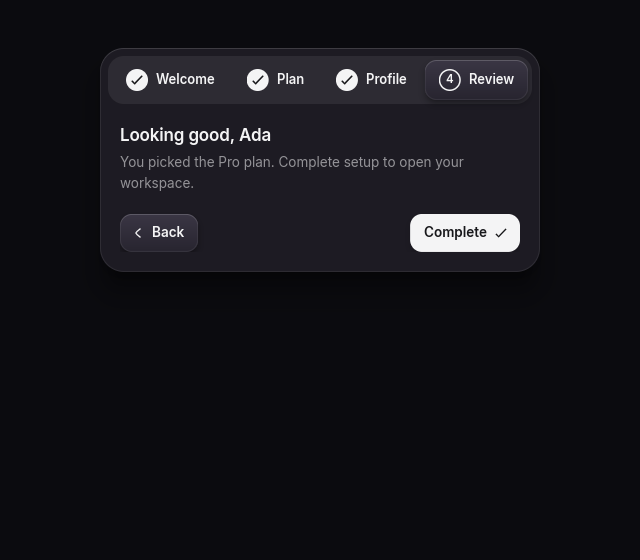 Welcome Plan Profile 4 Review
Looking good, Ada
You picked the Pro plan. Complete setup to open your
workspace.
Back Complete